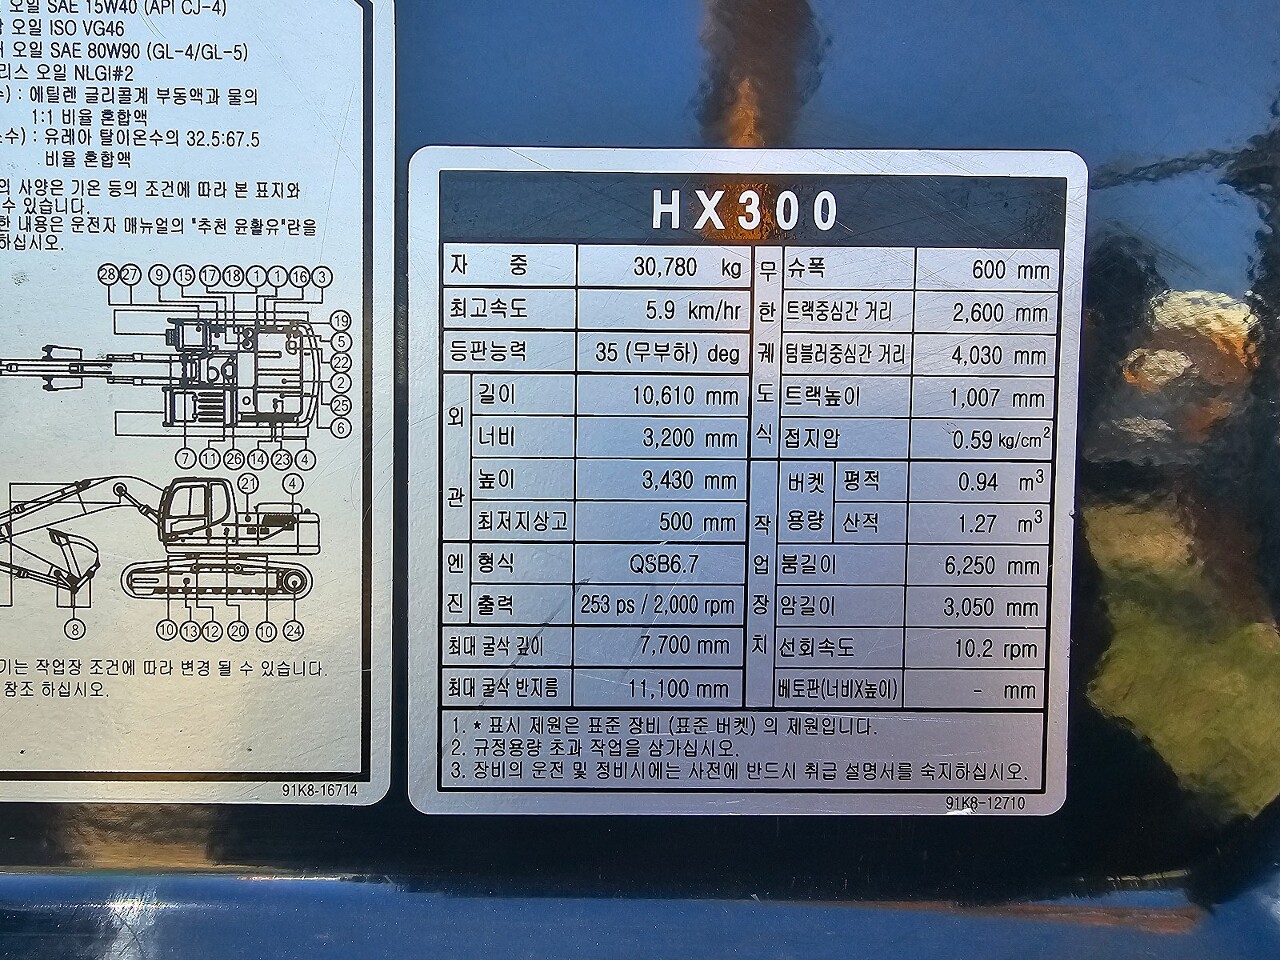 오일 SAE 15W40 (API CJ-4)
오일 ISO VG46
오일 SAE 80W90 (GL-4/GL-5)
리스 오일 NLGI#2
수) : 에틸렌 글리콜계 부동액과 물의
1:1 비율 혼합액
소수) : 유레아 탈이온수의 32.5:67.5
비율 혼합액
의 사양은 기온 등의 조건에 따라 본 표지와
수 있습니다.
한 내용은 운전자 매뉴얼의 "추천 윤활유"란을
하십시오.
28 27 9 15 17 18 1 1 16 3
19
5
22
2
25
6
7 11 26 14 23 4
21 4
8
10 13 12 20 10 24
기는 작업장 조건에 따라 변경 될 수 있습니다.
참조 하십시오.
91K8-16714
HX300
자 중 30,780 kg
최고속도 5.9 km/hr
등판능력 35 (무부하) deg
외관
길이 10,610 mm
너비 3,200 mm
높이 3,430 mm
최저지상고 500 mm
엔진
형식 QSB6.7
출력 253 ps / 2,000 rpm
최대 굴삭 깊이 7,700 mm
최대 굴삭 반지름 11,100 mm
무한궤도식
슈폭 600 mm
트랙중심간 거리 2,600 mm
텀블러중심간 거리 4,030 mm
트랙높이 1,007 mm
접지압 0.59 kg/cm²
작업장치
버켓용량 평적 0.94 m³
산적 1.27 m³
붐길이 6,250 mm
암길이 3,050 mm
선회속도 10.2 rpm
베토판(너비X높이) - mm
1. * 표시 제원은 표준 장비 (표준 버켓) 의 제원입니다.
2. 규정용량 초과 작업을 삼가십시오.
3. 장비의 운전 및 정비시에는 사전에 반드시 취급 설명서를 숙지하십시오.
91K8-12710